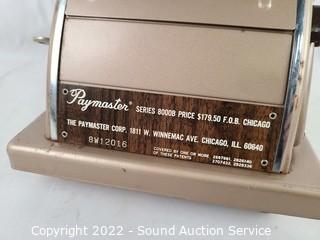 Paymaster SERIES 8000B PRICE $179.50 F.O.B. CHICAGO
THE PAYMASTER CORP. 1811 W. WINNEMAC AVE. CHICAGO, ILL 60640
8W12016
COVERED BY ONE OR MORE
OF THESE PATENTS
Copyright 2022 - Sound Auction Service